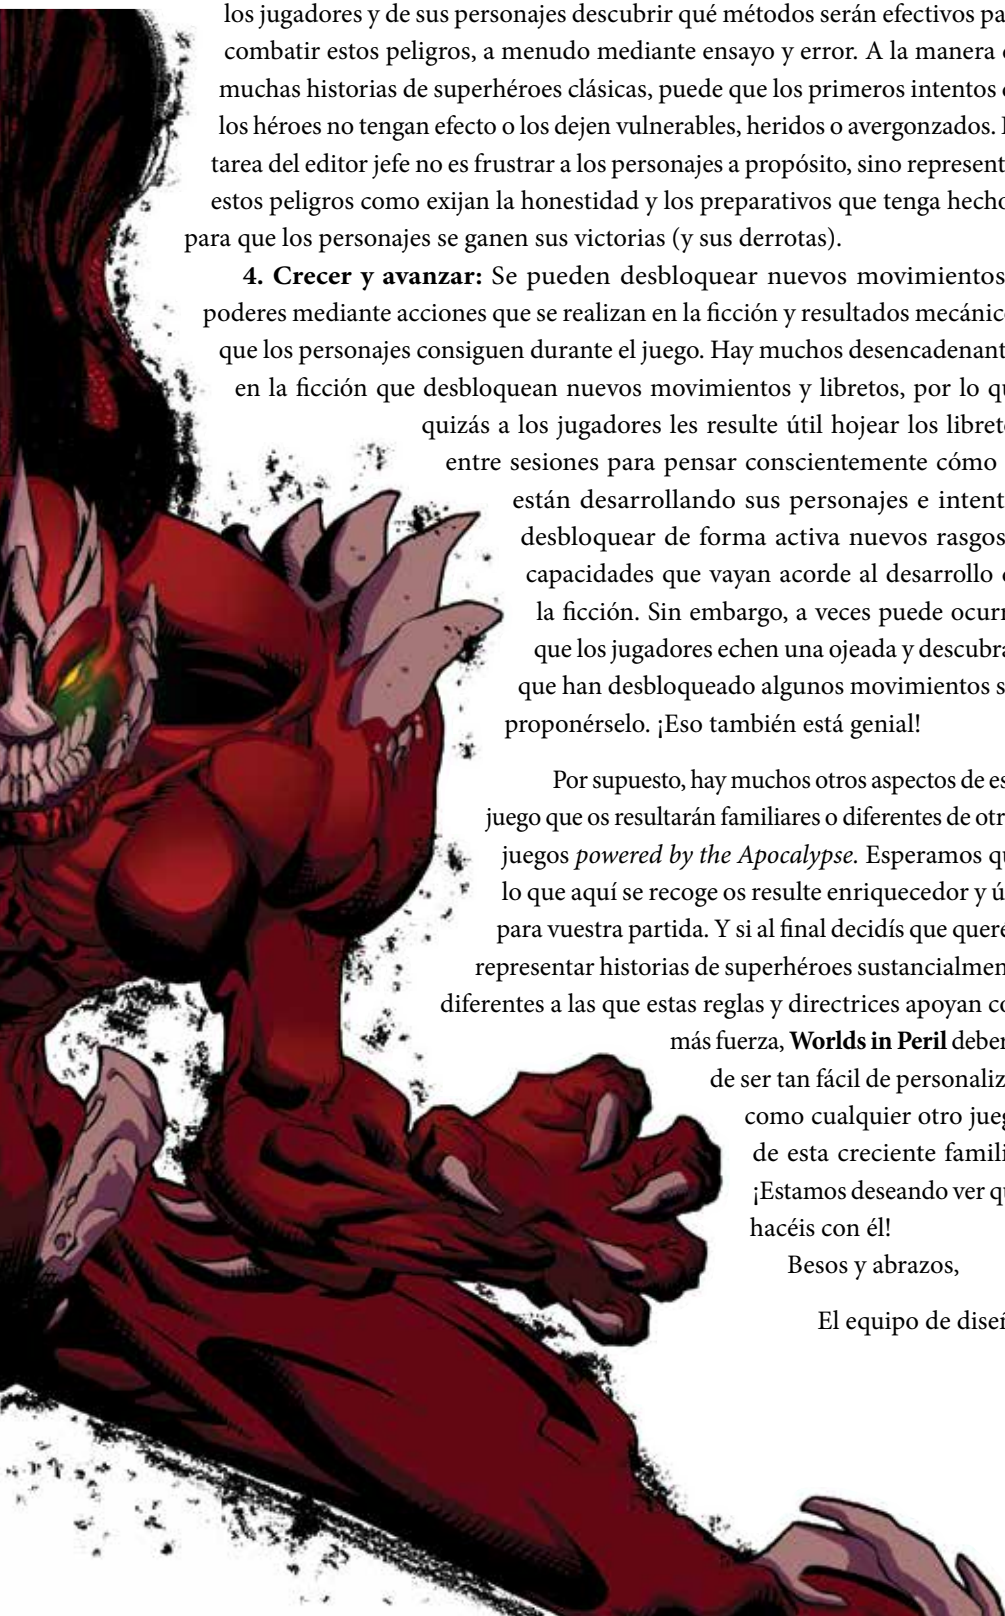 los jugadores y de sus personajes descubrir qué métodos serán efectivos pa
combatir estos peligros, a menudo mediante ensayo y error. A la manera
muchas historias de superhéroes clásicas, puede que los primeros intentos
los héroes no tengan efecto o los dejen vulnerables, heridos o avergonzados.
tarea del editor jefe no es frustrar a los personajes a propósito, sino represent
estos peligros como exijan la honestidad y los preparativos que tenga hecho
para que los personajes se ganen sus victorias (y sus derrotas).
4. Crecer y avanzar: Se pueden desbloquear nuevos movimientos
poderes mediante acciones que se realizan en la ficción y resultados mecánic
que los personajes consiguen durante el juego. Hay muchos desencadenant
en la ficción que desbloquean nuevos movimientos y libretos, por lo qu
quizás a los jugadores les resulte útil hojear los libret
entre sesiones para pensar conscientemente cómo
están desarrollando sus personajes e intent
desbloquear de forma activa nuevos rasgos
capacidades que vayan acorde al desarrollo
la ficción. Sin embargo, a veces puede ocurr
que los jugadores echen una ojeada y descubra
que han desbloqueado algunos movimientos s
proponérselo. ¡Eso también está genial!
Por supuesto, hay muchos otros aspectos de es
juego que os resultarán familiares o diferentes de otr
juegos powered by the Apocalypse. Esperamos qu
lo que aquí se recoge os resulte enriquecedor y ú
para vuestra partida. Y si al final decidís que queré
representar historias de superhéroes sustancialmen
diferentes a las que estas reglas y directrices apoyan co
más fuerza, Worlds in Peril deber
de ser tan fácil de personaliz
como cualquier otro jueg
de esta creciente famili
¡Estamos deseando ver qu
hacéis con él!
Besos y abrazos,
El equipo de diseñ